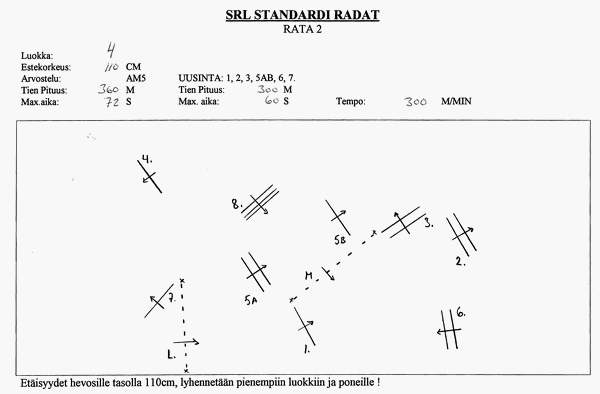 SRL STANDARDI RADAT
RATA 2
Luokka: 4
Estekorkeus: 110 CM
Arvostelu: AM5 UUSINTA: 1, 2, 3, 5AB, 6, 7.
Tien Pituus: 360 M Tien Pituus: 300 M
Max.aika: 72 S Max. aika: 60 S Tempo: 300 M/MIN
4.
8.
5B
3.
2.
5A
M
7.
6.
1.
L.
Etäisyydet hevosille tasolla 110cm, lyhennetään pienempiin luokkiin ja poneille !